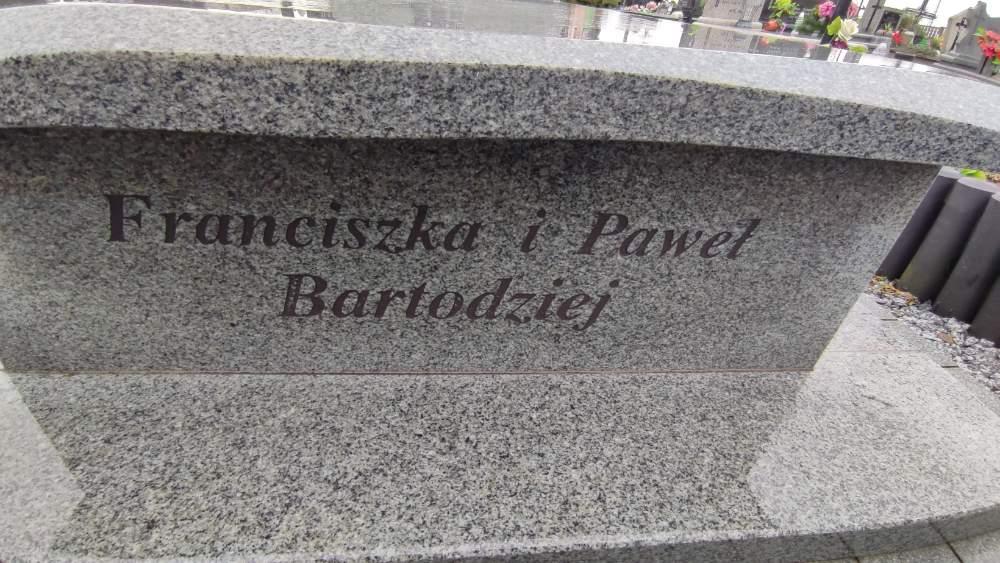 Franciszka i Paweł
Bartodziej